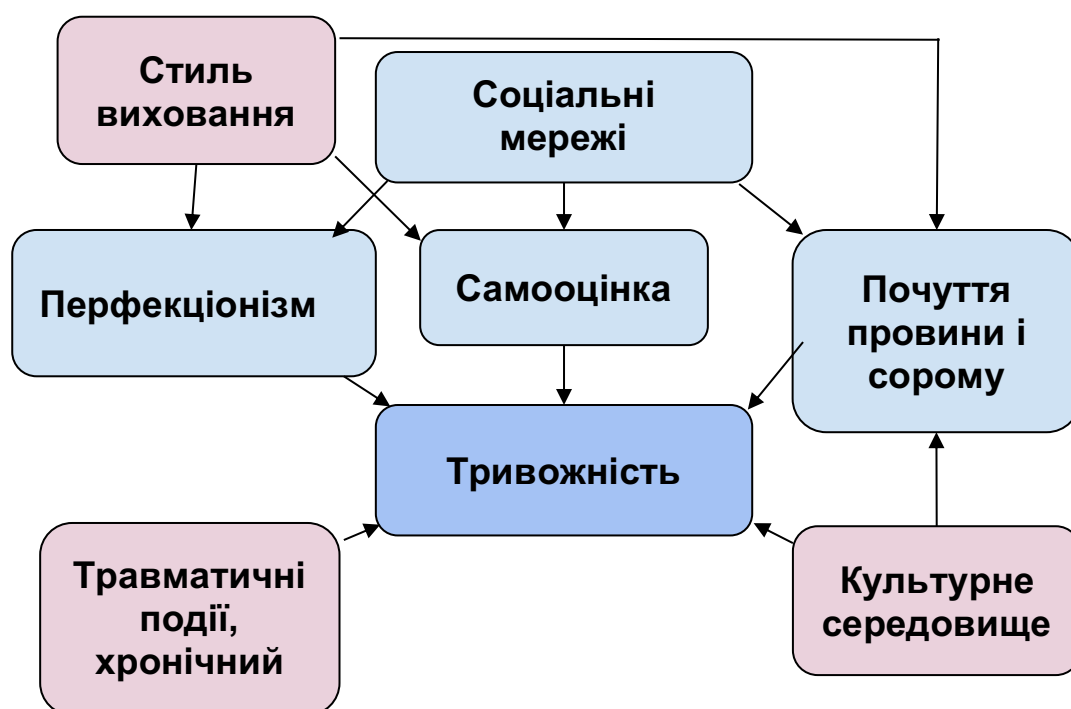 Стиль
виховання
Соціальні
мережі
Перфекціонізм
Самооцінка
Почуття
провини і
сорому
Тривожність
Травматичні
події,
хронічний
Культурне
середовище